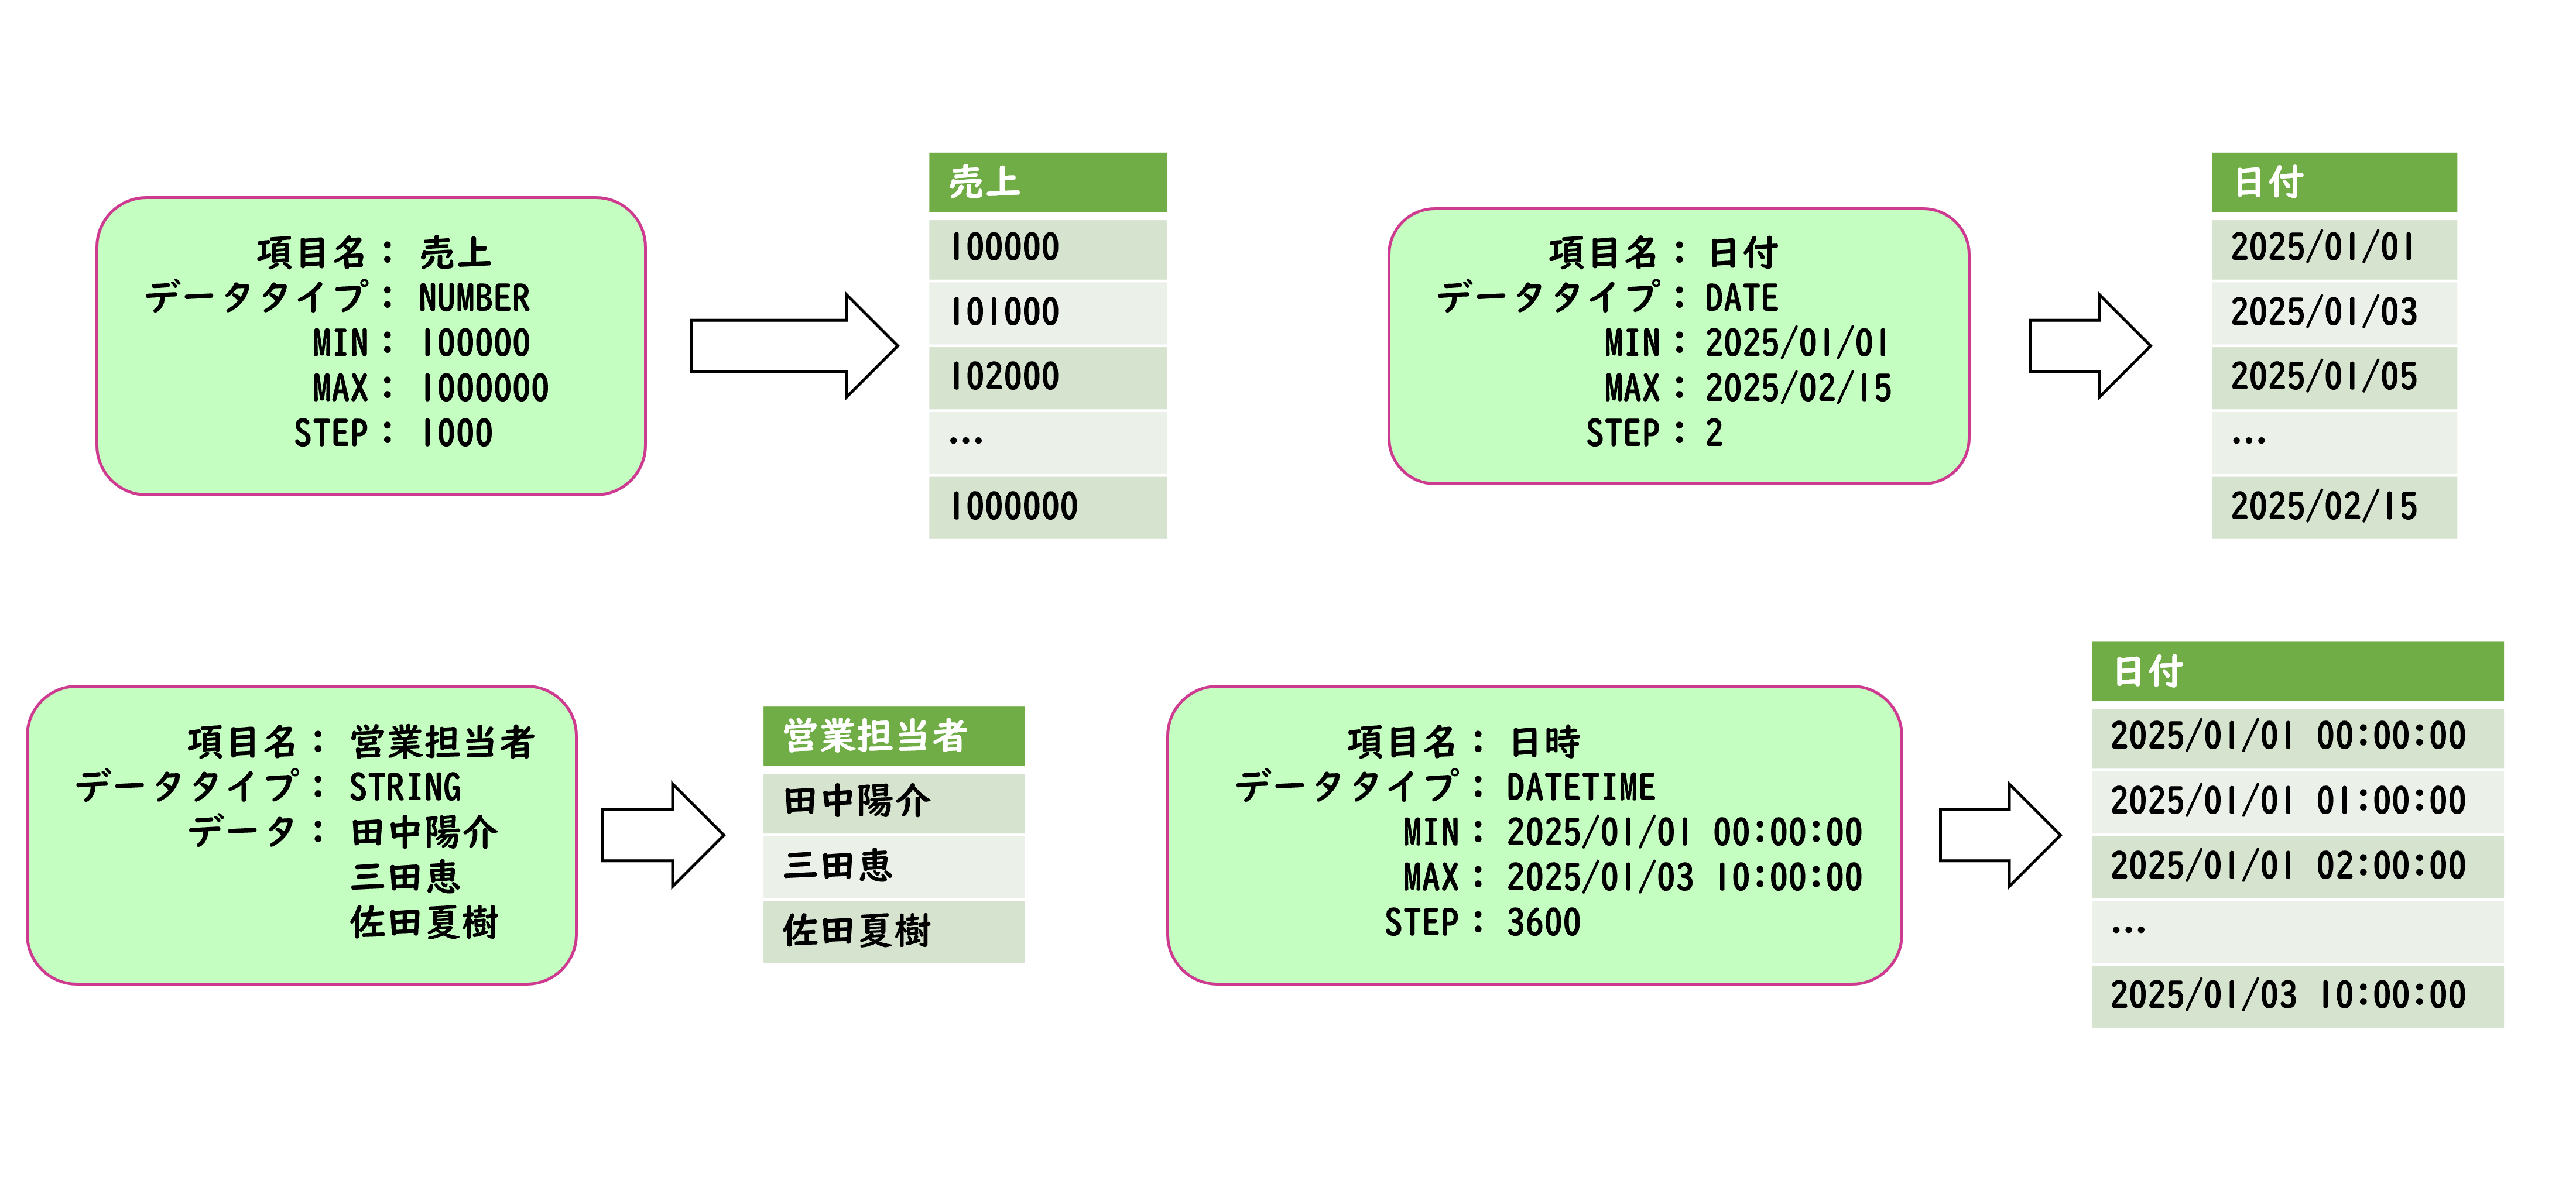 項目名： 売上
データタイプ： NUMBER
MIN： 100000
MAX： 1000000
STEP： 1000
売上
100000
101000
102000
...
1000000
項目名： 日付
データタイプ： DATE
MIN： 2025/01/01
MAX： 2025/02/15
STEP： 2
日付
2025/01/01
2025/01/03
2025/01/05
...
2025/02/15
項目名： 営業担当者
データタイプ： STRING
データ： 田中陽介
三田恵
佐田夏樹
営業担当者
田中陽介
三田恵
佐田夏樹
項目名： 日時
データタイプ： DATETIME
MIN： 2025/01/01 00:00:00
MAX： 2025/01/03 10:00:00
STEP： 3600
日付
2025/01/01 00:00:00
2025/01/01 01:00:00
2025/01/01 02:00:00
...
2025/01/03 10:00:00